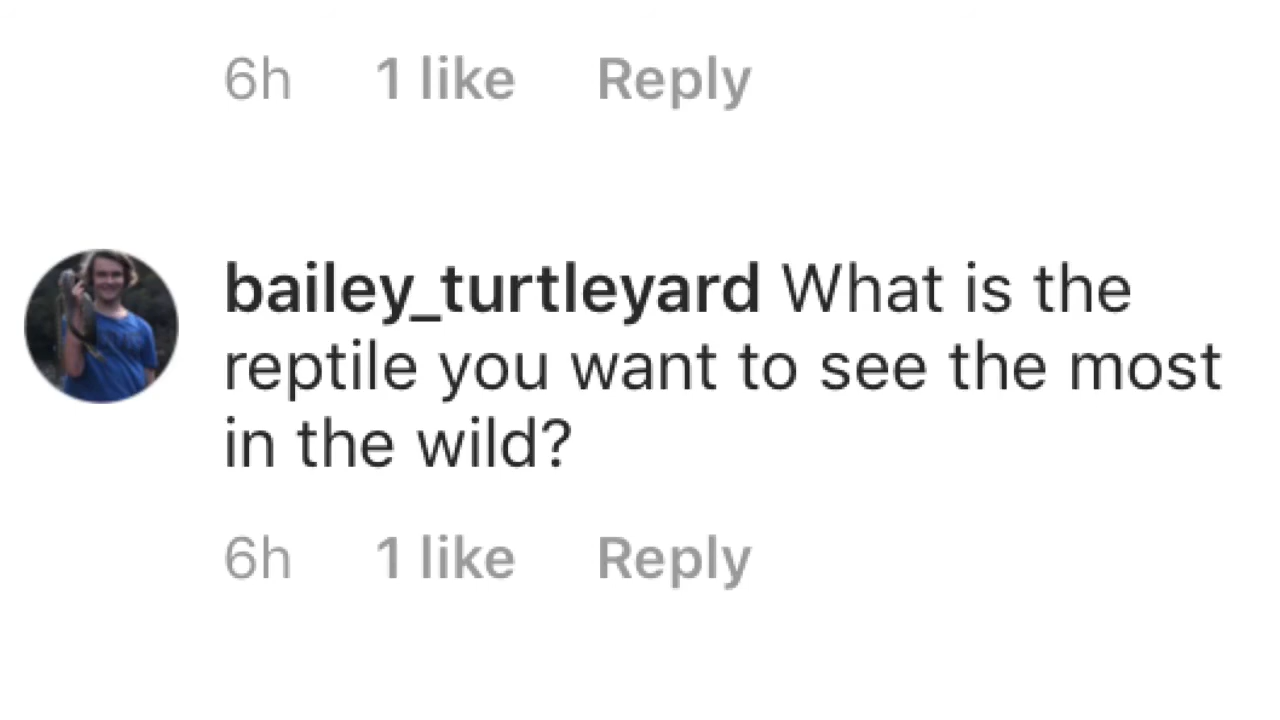 6h 1 like Reply
bailey_turtleyard What is the
reptile you want to see the most
in the wild?
6h 1 like Reply